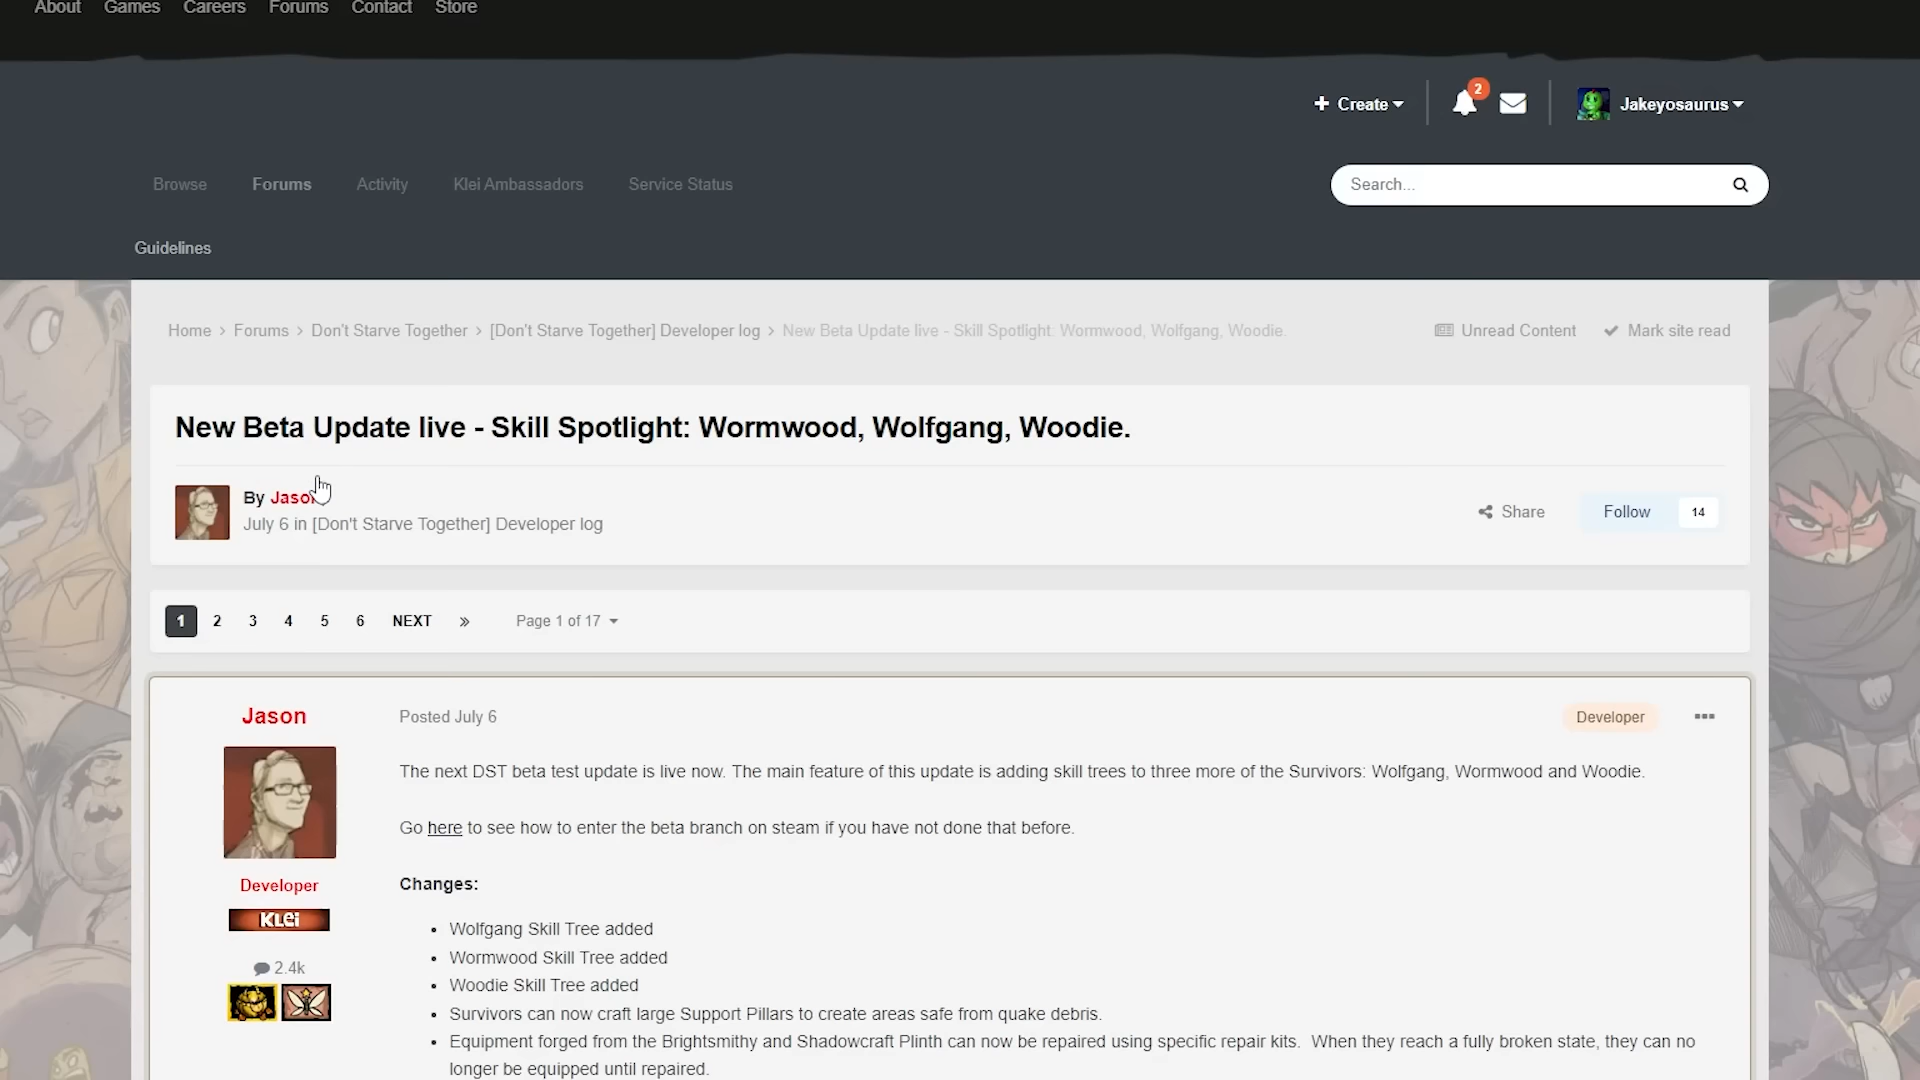 About Games Careers Forums Contact Store
+ Create
2
Jakeyosaurus
Browse Forums Activity Klei Ambassadors Service Status
Search...
Guidelines
Home > Forums > Don't Starve Together > [Don't Starve Together] Developer log > New Beta Update live - Skill Spotlight: Wormwood, Wolfgang, Woodie.
Unread Content Mark site read
New Beta Update live - Skill Spotlight: Wormwood, Wolfgang, Woodie.
By Jason
July 6 in [Don't Starve Together] Developer log
Share Follow 14
1 2 3 4 5 6 NEXT » Page 1 of 17
Jason
Posted July 6
Developer
The next DST beta test update is live now. The main feature of this update is adding skill trees to three more of the Survivors: Wolfgang, Wormwood and Woodie.
Go here to see how to enter the beta branch on steam if you have not done that before.
Changes:
Developer
KLei
2.4k
• Wolfgang Skill Tree added
• Wormwood Skill Tree added
• Woodie Skill Tree added
• Survivors can now craft large Support Pillars to create areas safe from quake debris.
• Equipment forged from the Brightsmithy and Shadowcraft Plinth can now be repaired using specific repair kits. When they reach a fully broken state, they can no
longer be equipped until repaired.